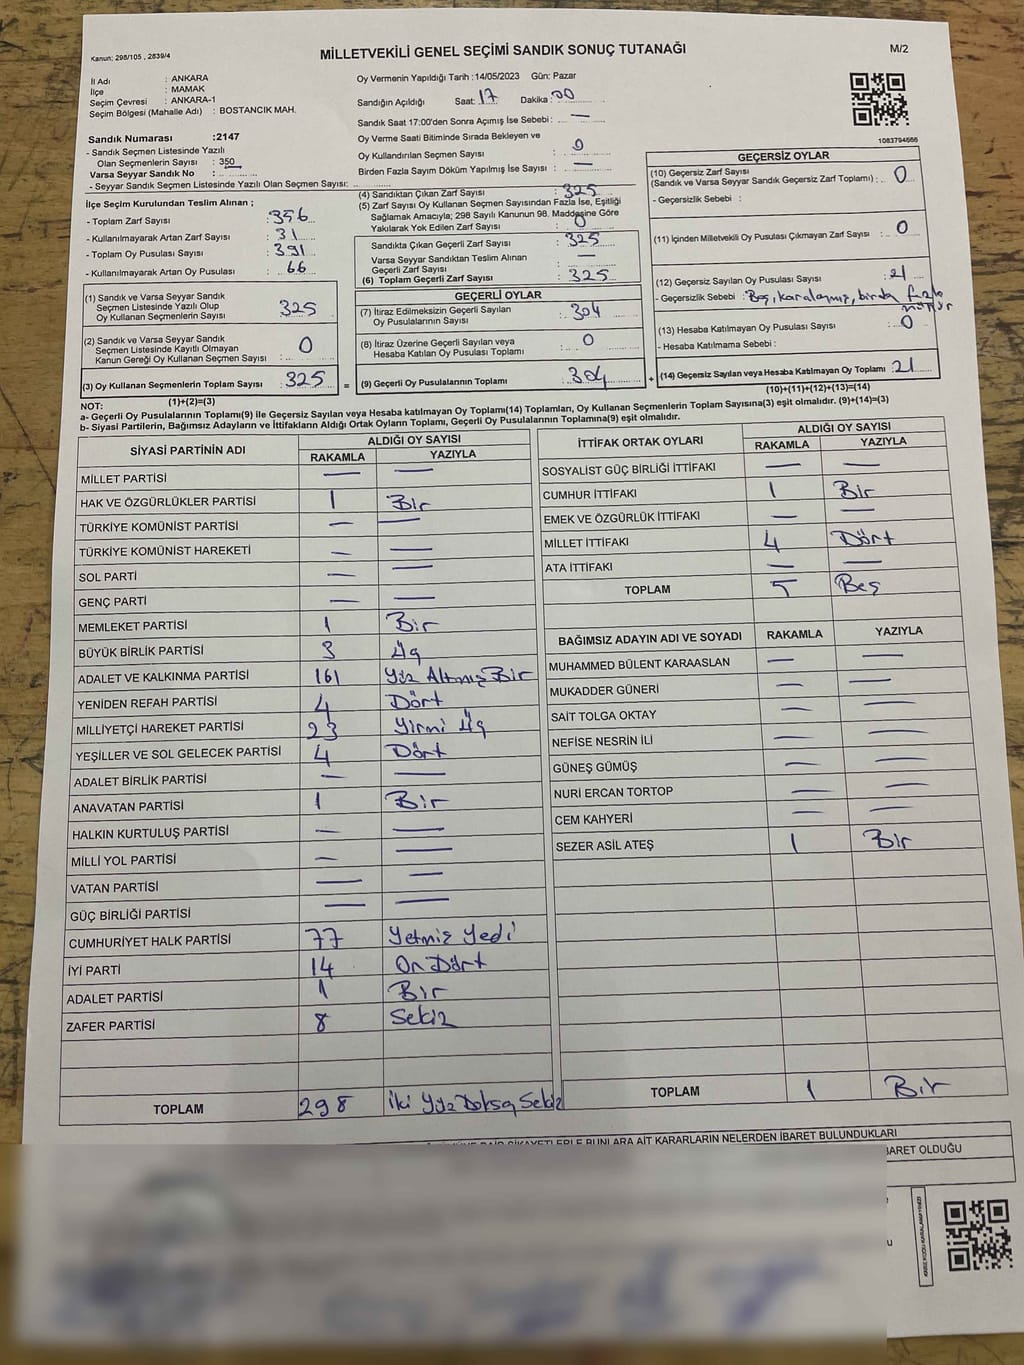 Kanun; 298/105 , 2839/4
MİLLETVEKİLİ GENEL SEÇİMİ SANDIK SONUÇ TUTANAĞI
M/2
İl Adı : ANKARA
İlçe : MAMAK
Seçim Çevresi : ANKARA-1
Seçim Bölgesi (Mahalle Adı) : BOSTANCIK MAH.
Sandık Numarası :2147
- Sandık Seçmen Listesinde Yazılı
Olan Seçmenlerin Sayısı : 350
Varsa Seyyar Sandık No :
- Seyyar Sandık Seçmen Listesinde Yazılı Olan Seçmen Sayısı:
Oy Vermenin Yapıldığı Tarih :14/05/2023 Gün: Pazar
Sandığın Açıldığı Saat: 17 Dakika: 00
Sandık Saat 17:00'den Sonra Açımış İse Sebebi : —
Oy Verme Saati Bitiminde Sırada Bekleyen ve
Oy Kullandırılan Seçmen Sayısı : 0
Birden Fazla Sayım Döküm Yapılmış İse Sayısı : —
1083794666
İlçe Seçim Kurulundan Teslim Alınan ;
- Toplam Zarf Sayısı : 356
- Kullanılmayarak Artan Zarf Sayısı : 31
- Toplam Oy Pusulası Sayısı : 391
- Kullanılmayarak Artan Oy Pusulası : 66
(1) Sandık ve Varsa Seyyar Sandık
Seçmen Listesinde Yazılı Olup
Oy Kullanan Seçmenlerin Sayısı : 325
(2) Sandık ve Varsa Seyyar Sandık
Seçmen Listesinde Kayıtlı Olmayan
Kanun Gereği Oy Kullanan Seçmen Sayısı : 0
(3) Oy Kullanan Seçmenlerin Toplam Sayısı : 325 =
(1)+(2)=(3)
(4) Sandıktan Çıkan Zarf Sayısı : 325
(5) Zarf Sayısı Oy Kullanan Seçmen Sayısından Fazla İse, Eşitliği
Sağlamak Amacıyla; 298 Sayılı Kanunun 98. Maddesine Göre
Yakılarak Yok Edilen Zarf Sayısı : 0
Sandıkta Çıkan Geçerli Zarf Sayısı : 325
Varsa Seyyar Sandıktan Teslim Alınan
Geçerli Zarf Sayısı : —
(6) Toplam Geçerli Zarf Sayısı : 325
GEÇERLİ OYLAR
(7) İtiraz Edilmeksizin Geçerli Sayılan
Oy Pusulalarının Sayısı : 304
(8) İtiraz Üzerine Geçerli Sayılan veya
Hesaba Katılan Oy Pusulası Toplamı : 0
(9) Geçerli Oy Pusulalarının Toplamı : 304 +
GEÇERSİZ OYLAR
(10) Geçersiz Zarf Sayısı
(Sandık ve Varsa Seyyar Sandık Geçersiz Zarf Toplamı) : 0
- Geçersizlik Sebebi :
(11) İçinden Milletvekili Oy Pusulası Çıkmayan Zarf Sayısı : 0
(12) Geçersiz Sayılan Oy Pusulası Sayısı : 21
- Geçersizlik Sebebi : Boş, karalanmış, birden fazla mühür
(13) Hesaba Katılmayan Oy Pusulası Sayısı : 0
- Hesaba Katılmama Sebebi :
(14) Geçersiz Sayılan veya Hesaba Katılmayan Oy Toplamı : 21
(10)+(11)+(12)+(13)=(14)
NOT:
a- Geçerli Oy Pusulalarının Toplamı(9) ile Geçersiz Sayılan veya Hesaba katılmayan Oy Toplamı(14) Toplamları, Oy Kullanan Seçmenlerin Toplam Sayısına(3) eşit olmalıdır. (9)+(14)=(3)
b- Siyasi Partilerin, Bağımsız Adayların ve İttifakların Aldığı Ortak Oyların Toplamı, Geçerli Oy Pusulalarının Toplamına(9) eşit olmalıdır.
SİYASİ PARTİNİN ADI ALDIĞI OY SAYISI
RAKAMLA YAZIYLA
MİLLET PARTİSİ — —
HAK VE ÖZGÜRLÜKLER PARTİSİ 1 Bir
TÜRKİYE KOMÜNİST PARTİSİ — —
TÜRKİYE KOMÜNİST HAREKETİ — —
SOL PARTİ — —
GENÇ PARTİ — —
MEMLEKET PARTİSİ 1 Bir
BÜYÜK BİRLİK PARTİSİ 3 Üç
ADALET VE KALKINMA PARTİSİ 161 Yüz Altmış Bir
YENİDEN REFAH PARTİSİ 4 Dört
MİLLİYETÇİ HAREKET PARTİSİ 23 Yirmi Üç
YEŞİLLER VE SOL GELECEK PARTİSİ 4 Dört
ADALET BİRLİK PARTİSİ — —
ANAVATAN PARTİSİ 1 Bir
HALKIN KURTULUŞ PARTİSİ — —
MİLLİ YOL PARTİSİ — —
VATAN PARTİSİ — —
GÜÇ BİRLİĞİ PARTİSİ — —
CUMHURİYET HALK PARTİSİ 77 Yetmiş Yedi
İYİ PARTİ 14 On Dört
ADALET PARTİSİ 1 Bir
ZAFER PARTİSİ 8 Sekiz
TOPLAM 298 İki Yüz Doksan Sekiz
İTTİFAK ORTAK OYLARI ALDIĞI OY SAYISI
RAKAMLA YAZIYLA
SOSYALİST GÜÇ BİRLİĞİ İTTİFAKI — —
CUMHUR İTTİFAKI 1 Bir
EMEK VE ÖZGÜRLÜK İTTİFAKI — —
MİLLET İTTİFAKI 4 Dört
ATA İTTİFAKI — —
TOPLAM 5 Beş
BAĞIMSIZ ADAYIN ADI VE SOYADI RAKAMLA YAZIYLA
MUHAMMED BÜLENT KARAASLAN — —
MUKADDER GÜNERİ — —
SAİT TOLGA OKTAY — —
NEFİSE NESRİN İLİ — —
GÜNEŞ GÜMÜŞ — —
NURİ ERCAN TORTOP — —
CEM KAHYERİ — —
SEZER ASİL ATEŞ 1 Bir
TOPLAM 1 Bir
ŞİKAYETLERLE BUNLARA AİT KARARLARIN NELERDEN İBARET BULUNDUKLARI
BARET OLDUĞU